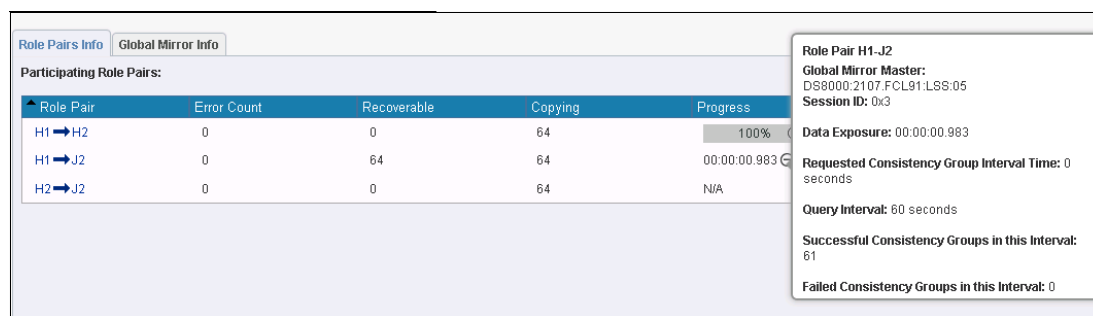 Role Pairs Info Global Mirror Info
Participating Role Pairs:
Role Pair Error Count Recoverable Copying Progress
H1 H2 0 0 64 100%
H1 J2 0 64 64 00:00:00.983
H2 J2 0 0 64 N/A
Role Pair H1-J2
Global Mirror Master:
DS8000:2107.FCL91:LSS:05
Session ID: 0x3
Data Exposure: 00:00:00.983
Requested Consistency Group Interval Time: 0
seconds
Query Interval: 60 seconds
Successful Consistency Groups in this Interval:
61
Failed Consistency Groups in this Interval: 0